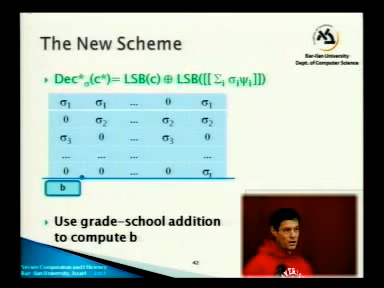 The New Scheme
Bar-Ilan University
Dept. of Computer Science
Dec*σ(c*)= LSB(c) ⊕ LSB([[ Σi σiψi ]])
σ1 σ1 ... 0 σ1
0 σ2 ... σ2 σ2
σ3 0 ... σ3 0
... ... ... ... ...
0 0 ... 0 σt
b
Use grade-school addition
to compute b
42
Secure Computation and Efficiency
Bar-Ilan University, Israel 2011